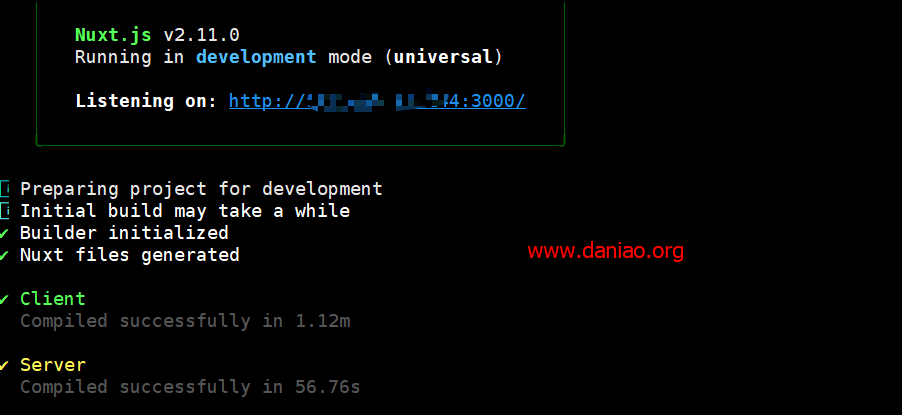 Nuxt.js v2.11.0
Running in development mode (universal)
Listening on: http:// 4:3000/
Preparing project for development
Initial build may take a while
✔ Builder initialized
✔ Nuxt files generated
www.daniao.org
✔ Client
Compiled successfully in 1.12m
✔ Server
Compiled successfully in 56.76s